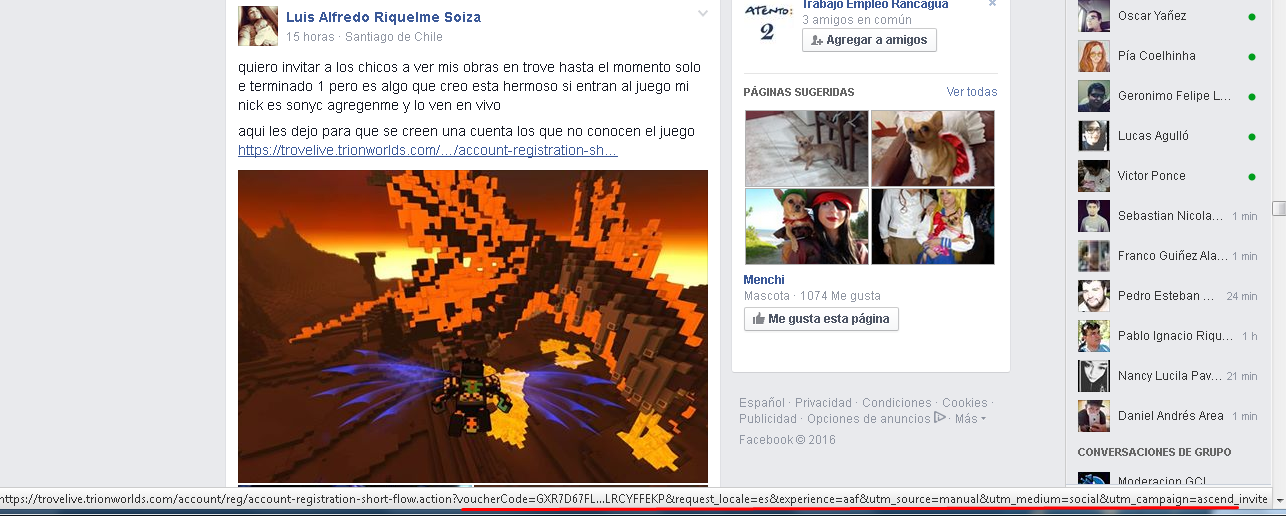 Luis Alfredo Riquelme Soiza
15 horas · Santiago de Chile
quiero invitar a los chicos a ver mis obras en trove hasta el momento solo
e terminado 1 pero es algo que creo esta hermoso si entran al juego mi
nick es sonyc agregenme y lo ven en vivo
aqui les dejo para que se creen una cuenta los que no conocen el juego
https://trovelive.trionworlds.com/.../account-registration-sh...
ATENTO:
2
Trabajo Empleo Rancagua
3 amigos en común
Agregar a amigos
PÁGINAS SUGERIDAS
Ver todas
Menchi
Mascota · 1074 Me gusta
Me gusta esta página
Español · Privacidad · Condiciones · Cookies ·
Publicidad · Opciones de anuncios · Más
Facebook © 2016
Oscar Yañez
Pía Coelhinha
Geronimo Felipe L...
Lucas Agulló
Victor Ponce
Sebastian Nicola... 1 min
Franco Guiñez Ala... 1 min
Pedro Esteban ... 24 min
Pablo Ignacio Riqu... 1 h
Nancy Lucila Pav... 21 min
Daniel Andrés Area 1 min
CONVERSACIONES DE GRUPO
Moderacion GCL
https://trovelive.trionworlds.com/account/reg/account-registration-short-flow.action?voucherCode=GXR7D67FL...LRCYFFEKP&request_locale=es&experience=aaf&utm_source=manual&utm_medium=social&utm_campaign=ascend_invite